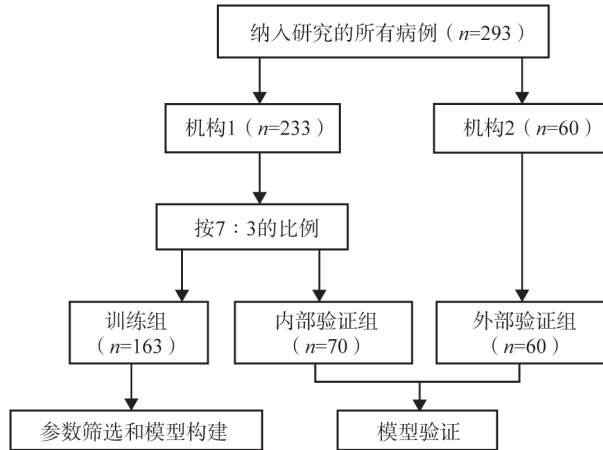 纳入研究的所有病例（n=293）
机构1（n=233）
机构2（n=60）
按7：3的比例
训练组
（n=163）
内部验证组
（n=70）
外部验证组
（n=60）
参数筛选和模型构建
模型验证